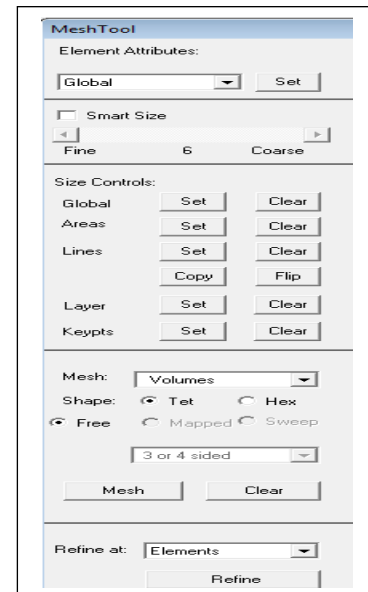 MeshTool
Element Attributes:
Global Set
Smart Size
Fine 6 Coarse
Size Controls:
Global Set Clear
Areas Set Clear
Lines Set Clear
Copy Flip
Layer Set Clear
Keypts Set Clear
Mesh: Volumes
Shape: Tet Hex
Free Mapped Sweep
3 or 4 sided
Mesh Clear
Refine at: Elements
Refine